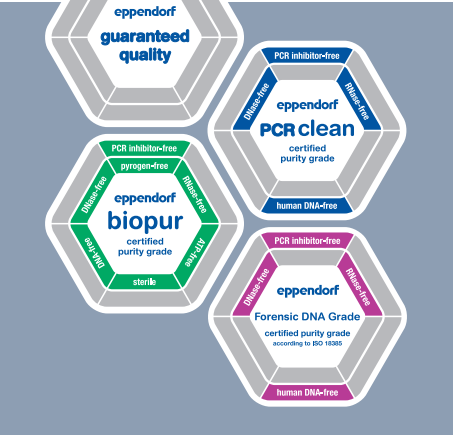 eppendorf
guaranteed
quality
PCR inhibitor-free
DNase-free
RNase-free
eppendorf
PCR clean
certified
purity grade
human DNA-free
PCR inhibitor-free
pyrogen-free
DNase-free
RNase-free
eppendorf
biopur
certified
purity grade
DNA-free
ATP-free
sterile
PCR inhibitor-free
DNase-free
RNase-free
eppendorf
Forensic DNA Grade
certified purity grade
according to ISO 18385
human DNA-free